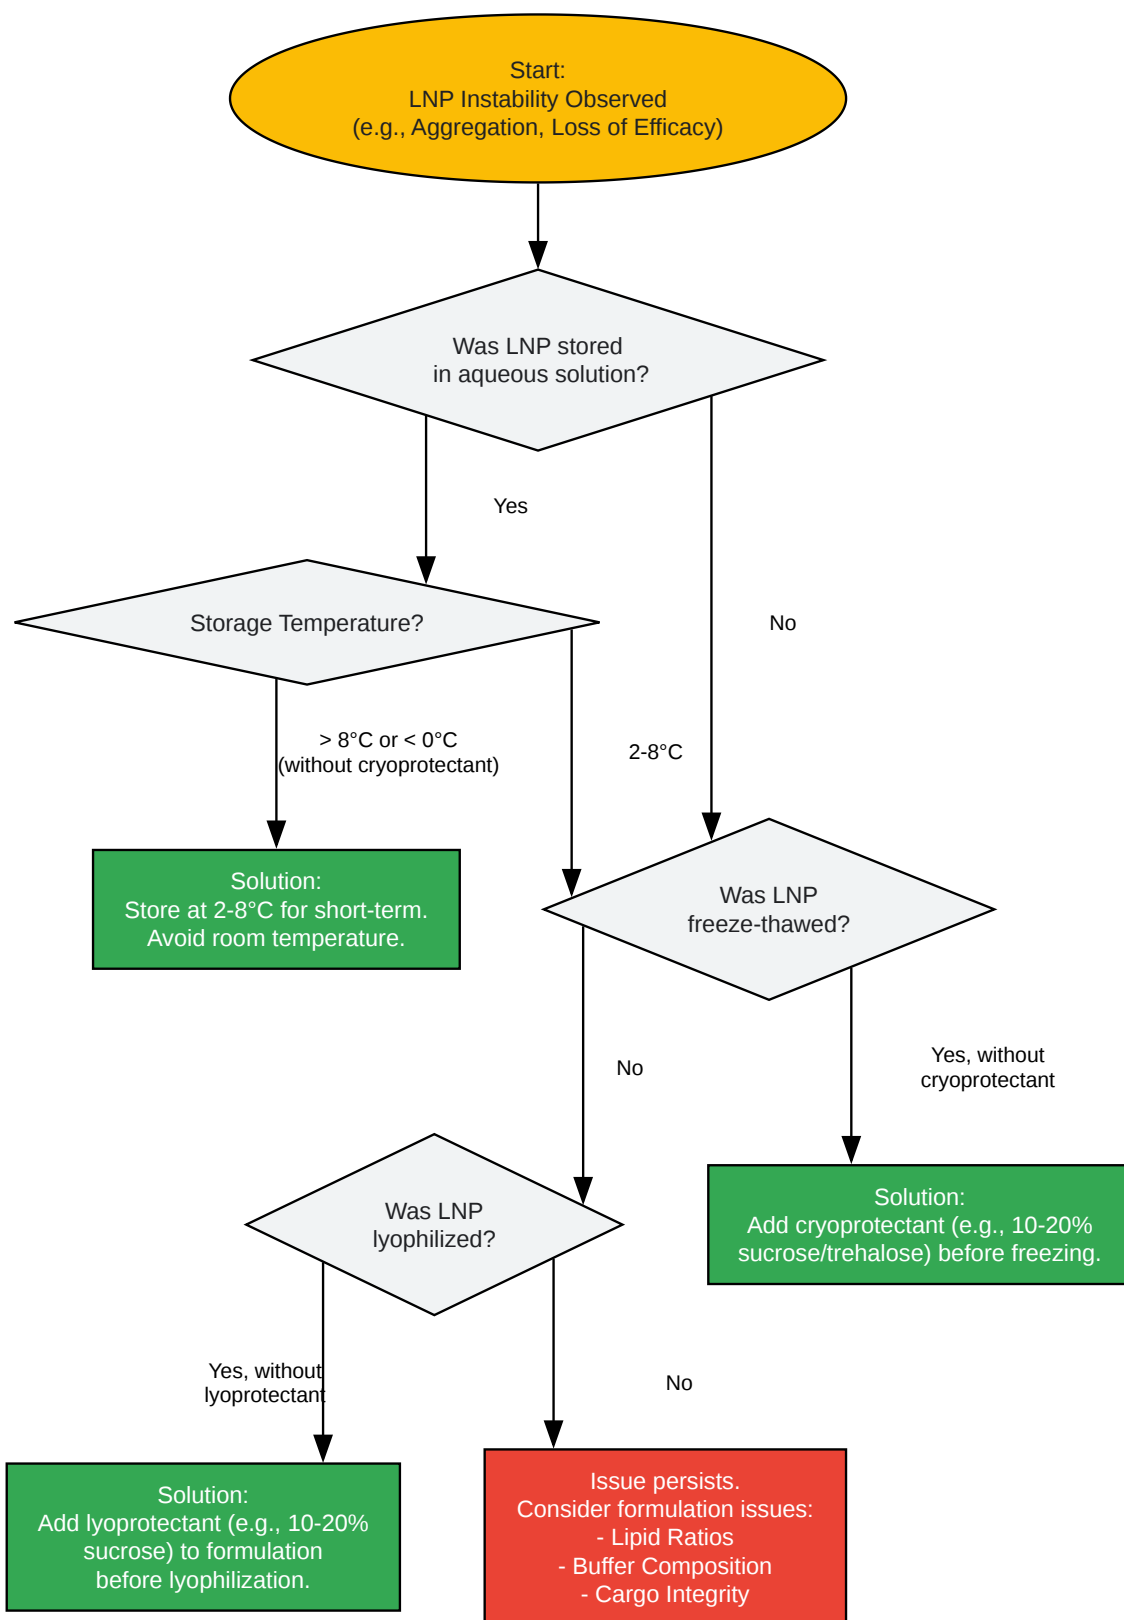 Start:
LNP Instability Observed
(e.g., Aggregation, Loss of Efficacy)
Was LNP stored
in aqueous solution?
Yes
Storage Temperature?
No
> 8°C or < 0°C
(without cryoprotectant)
2-8°C
Solution:
Store at 2-8°C for short-term.
Avoid room temperature.
Was LNP
freeze-thawed?
No
Yes, without
cryoprotectant
Was LNP
lyophilized?
Solution:
Add cryoprotectant (e.g., 10-20%
sucrose/trehalose) before freezing.
Yes, without
lyoprotectant
No
Solution:
Add lyoprotectant (e.g., 10-20%
sucrose) to formulation
before lyophilization.
Issue persists.
Consider formulation issues:
- Lipid Ratios
- Buffer Composition
- Cargo Integrity